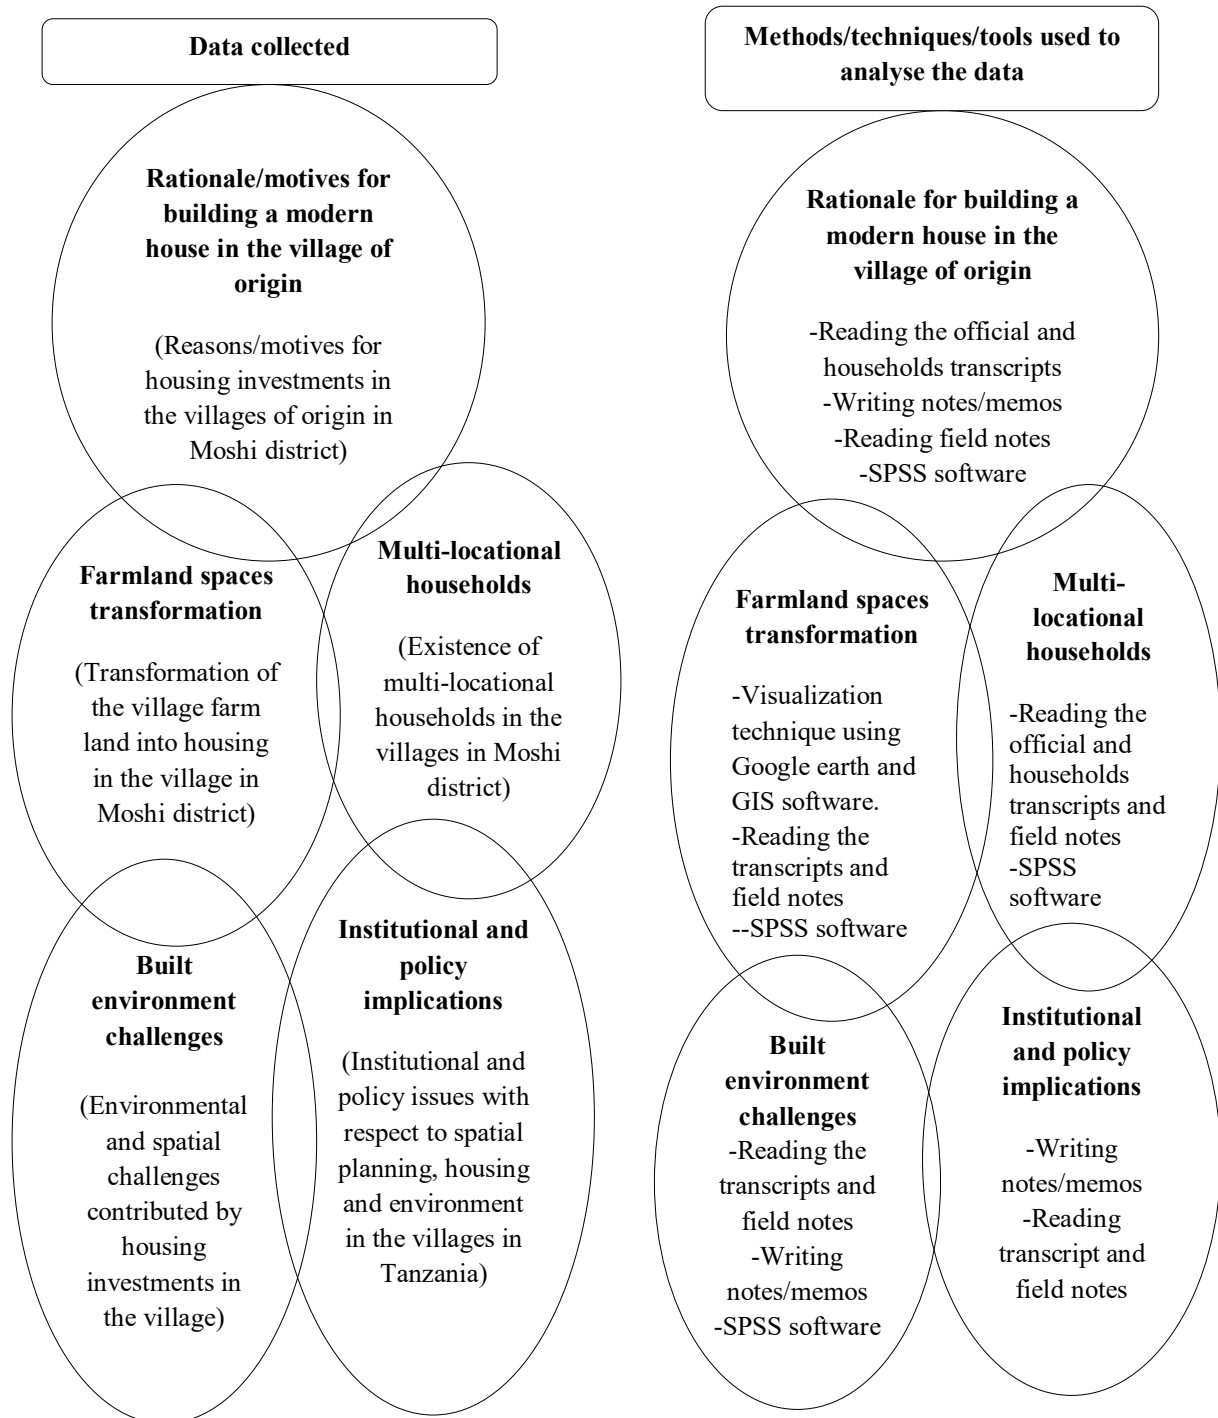 Data collected
Rationale/motives for
building a modern
house in the village of
origin
(Reasons/motives for
housing investments in
the villages of origin in
Moshi district)
Farmland spaces
transformation
(Transformation of
the village farm
land into housing
in the village in
Moshi district)
Multi-locational
households
(Existence of
multi-locational
households in the
villages in Moshi
district)
Built
environment
challenges
(Environmental
and spatial
challenges
contributed by
housing
investments in
the village)
Institutional and
policy
implications
(Institutional and
policy issues with
respect to spatial
planning, housing
and environment
in the villages in
Tanzania)
Methods/techniques/tools used to
analyse the data
Rationale for building a
modern house in the
village of origin
-Reading the official and
households transcripts
-Writing notes/memos
-Reading field notes
-SPSS software
Farmland spaces
transformation
-Visualization
technique using
Google earth and
GIS software.
-Reading the
transcripts and
field notes
--SPSS software
Multi-
locational
households
-Reading the
official and
households
transcripts and
field notes
-SPSS
software
Built
environment
challenges
-Reading the
transcripts and
field notes
-Writing
notes/memos
-SPSS software
Institutional
and policy
implications
-Writing
notes/memos
-Reading
transcript and
field notes